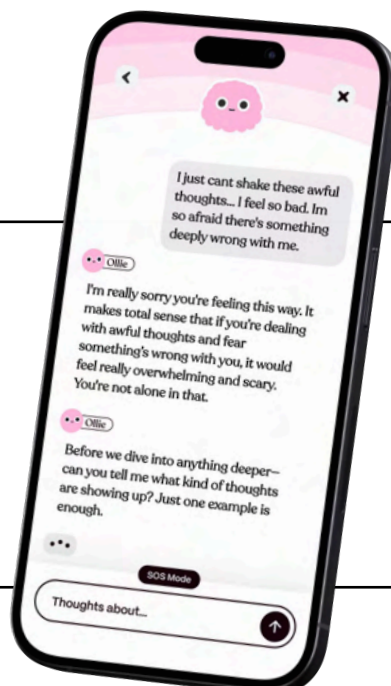 I just cant shake these awful
thoughts... I feel so bad. Im
so afraid there's something
deeply wrong with me.
Ollie
I'm really sorry you're feeling this way. It
makes total sense that if you're dealing
with awful thoughts and fear
something's wrong with you, it would
feel really overwhelming and scary.
You're not alone in that.
Ollie
Before we dive into anything deeper–
can you tell me what kind of thoughts
are showing up? Just one example is
enough.
SOS Mode
Thoughts about...